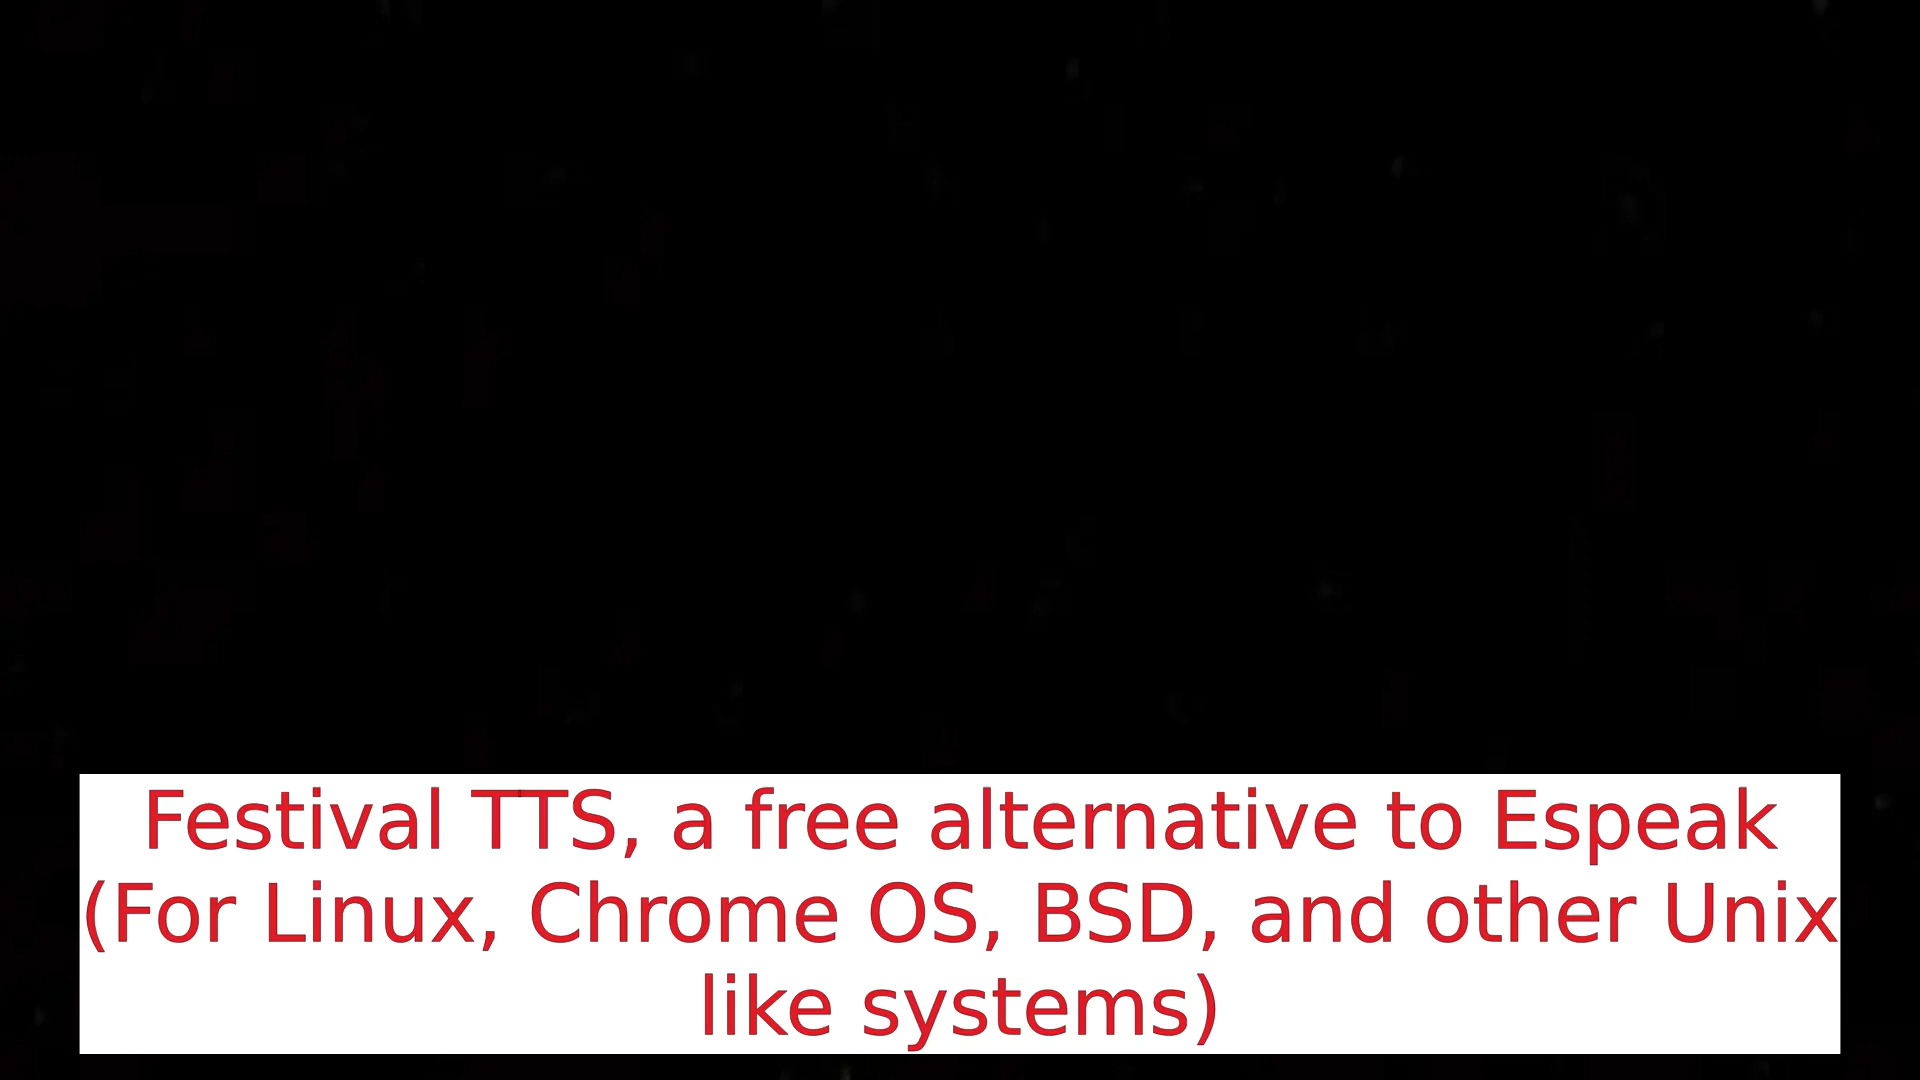 Festival TTS, a free alternative to Espeak
(For Linux, Chrome OS, BSD, and other Unix
like systems)